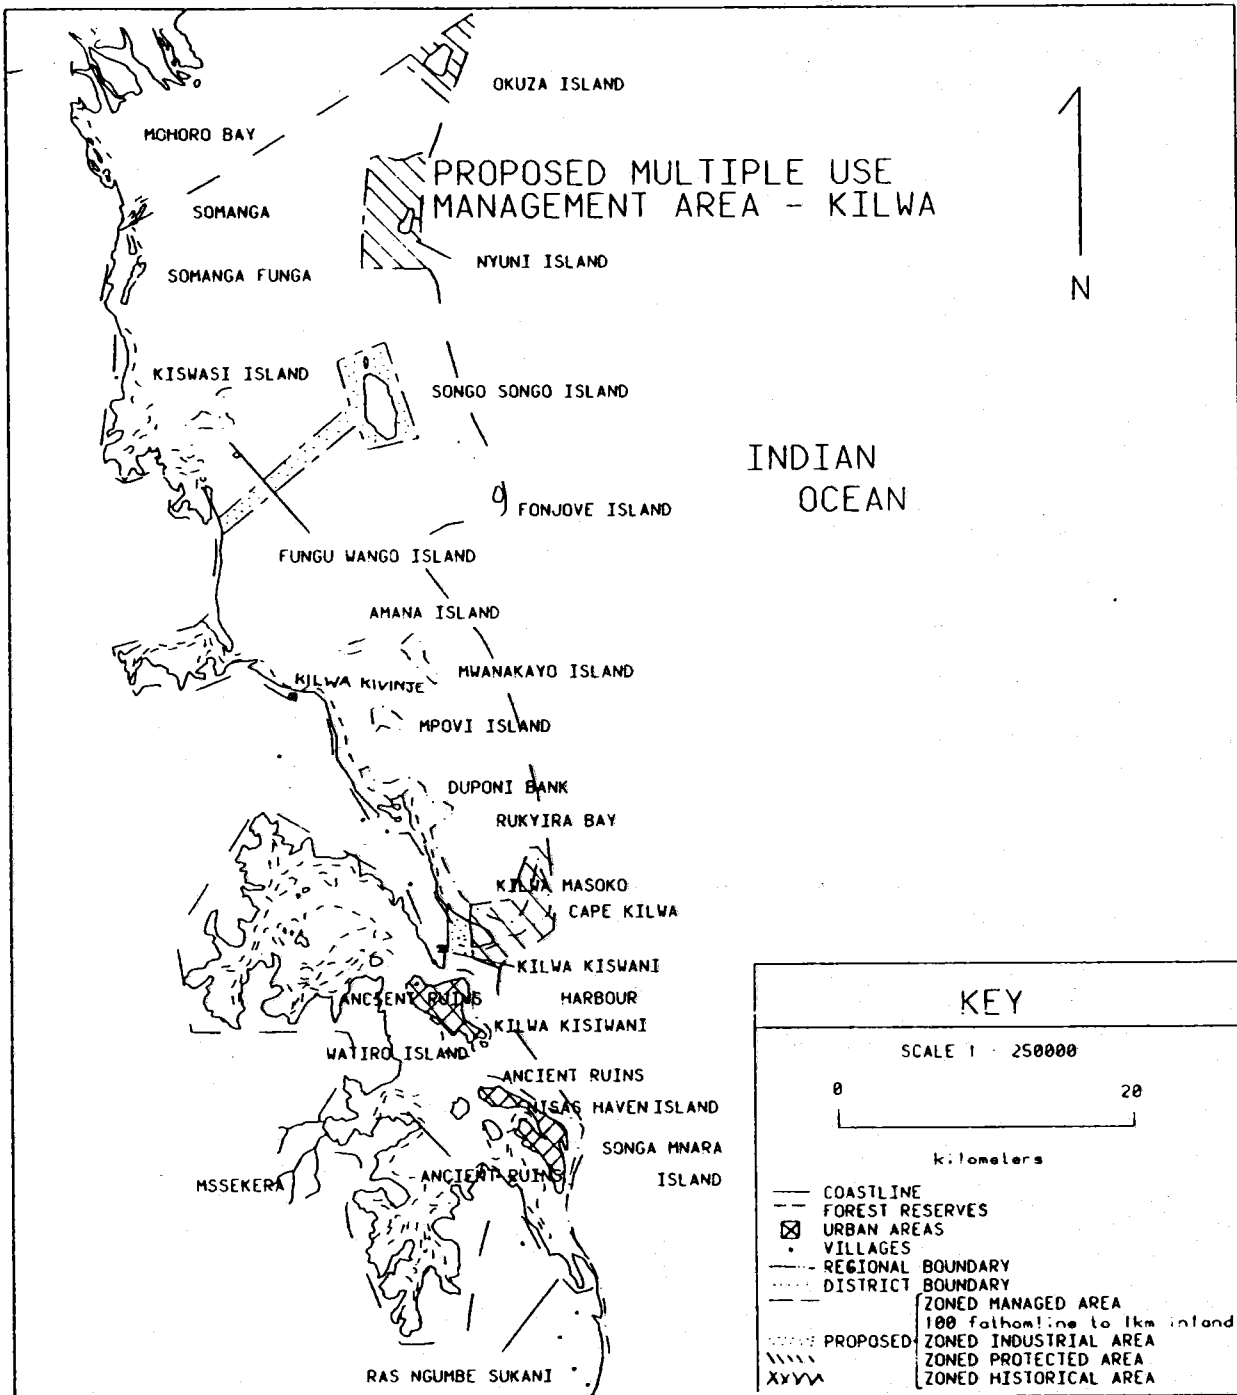 OKUZA ISLAND
MOHORO BAY
PROPOSED MULTIPLE USE
MANAGEMENT AREA - KILWA
SOMANGA
NYUNI ISLAND
SOMANGA FUNGA
N
KISWASI ISLAND
SONGO SONGO ISLAND
INDIAN
OCEAN
FONJOVE ISLAND
FUNGU WANGO ISLAND
AMANA ISLAND
MWANAKAYO ISLAND
KILWA KIVINJE
MPOVI ISLAND
DUPONI BANK
RUKYIRA BAY
KILWA MASOKO
CAPE KILWA
KILWA KISWANI
HARBOUR
ANCSENT RUINS
KILWA KISIWANI
WATIRO ISLAND
ANCIENT RUINS
NISAS HAVEN ISLAND
SONGA MNARA
ISLAND
ANCIENT RUINS
MSSEKERA
RAS NGUMBE SUKANI
KEY
SCALE 1 : 250000
0 20
kilometers
COASTLINE
FOREST RESERVES
URBAN AREAS
VILLAGES
REGIONAL BOUNDARY
DISTRICT BOUNDARY
ZONED MANAGED AREA
100 fathomline to 1km inland
PROPOSED ZONED INDUSTRIAL AREA
ZONED PROTECTED AREA
ZONED HISTORICAL AREA